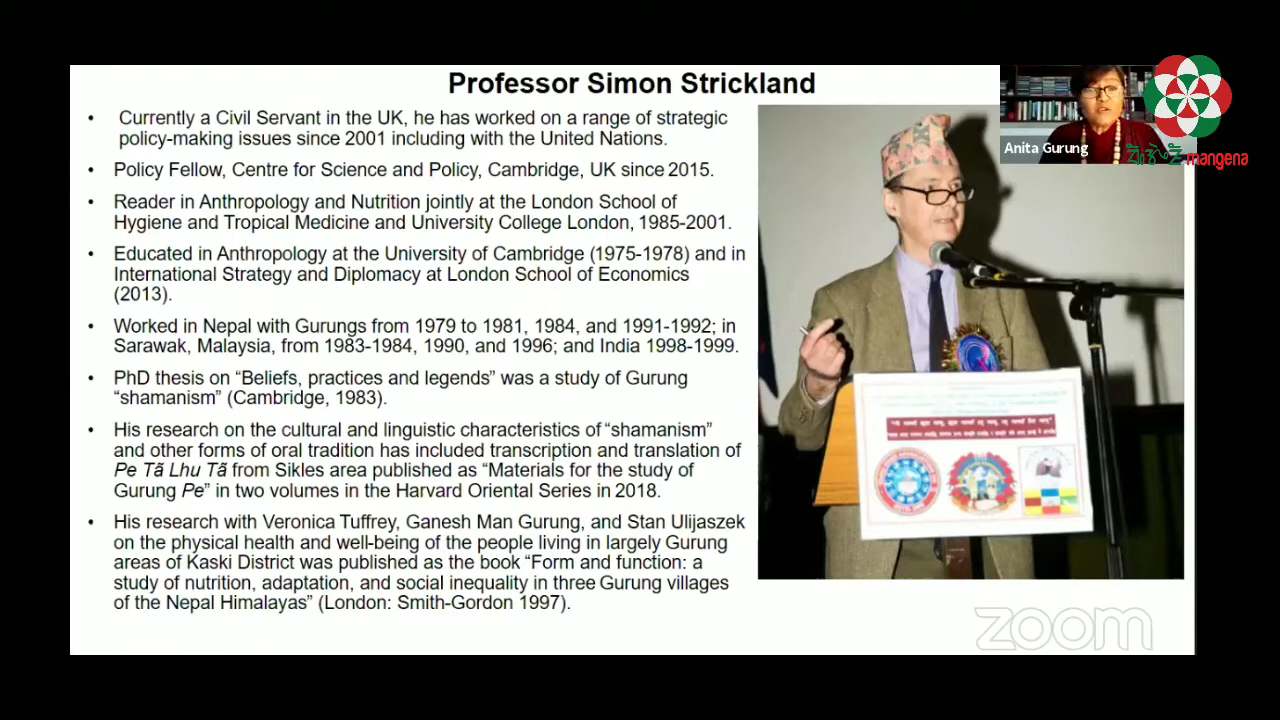 Professor Simon Strickland
• Currently a Civil Servant in the UK, he has worked on a range of strategic
policy-making issues since 2001 including with the United Nations.
• Policy Fellow, Centre for Science and Policy, Cambridge, UK since 2015.
• Reader in Anthropology and Nutrition jointly at the London School of
Hygiene and Tropical Medicine and University College London, 1985-2001.
• Educated in Anthropology at the University of Cambridge (1975-1978) and in
International Strategy and Diplomacy at London School of Economics
(2013).
• Worked in Nepal with Gurungs from 1979 to 1981, 1984, and 1991-1992; in
Sarawak, Malaysia, from 1983-1984, 1990, and 1996; and India 1998-1999.
• PhD thesis on “Beliefs, practices and legends” was a study of Gurung
“shamanism” (Cambridge, 1983).
• His research on the cultural and linguistic characteristics of “shamanism”
and other forms of oral tradition has included transcription and translation of
Pe Tã Lhu Tã from Sikles area published as “Materials for the study of
Gurung Pe” in two volumes in the Harvard Oriental Series in 2018.
• His research with Veronica Tuffrey, Ganesh Man Gurung, and Stan Ulijaszek
on the physical health and well-being of the people living in largely Gurung
areas of Kaski District was published as the book “Form and function: a
study of nutrition, adaptation, and social inequality in three Gurung villages
of the Nepal Himalayas” (London: Smith-Gordon 1997).
Anita Gurung
mangena
zoom